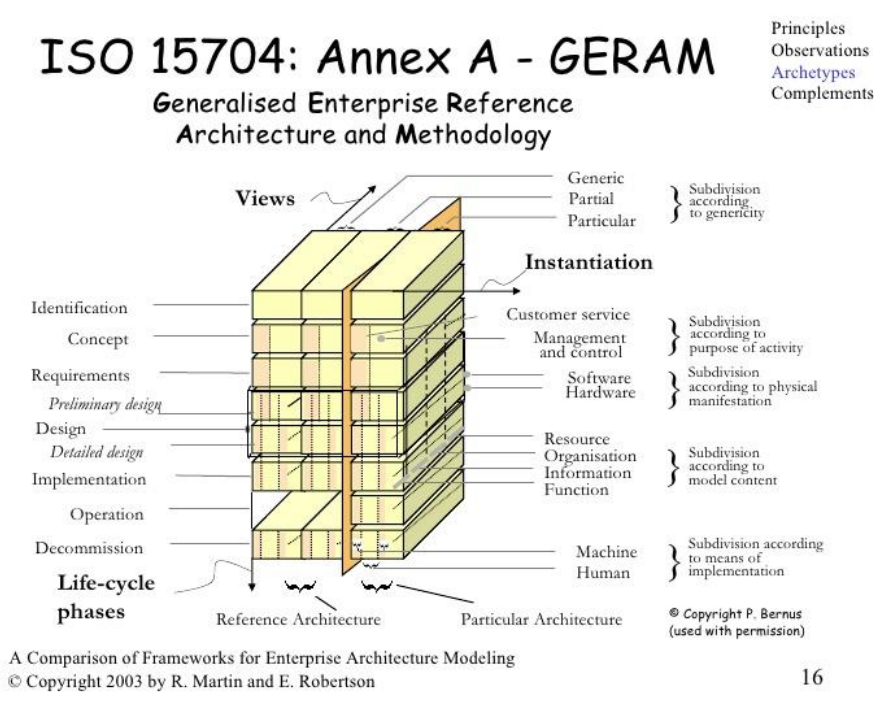 ISO 15704: Annex A - GERAM
Generalised Enterprise Reference
Architecture and Methodology
Principles
Observations
Archetypes
Complements
Views
Generic
Partial
Particular
} Subdivision
according
to genericity
Instantiation
Identification
Concept
Requirements
Preliminary design
Design
Detailed design
Implementation
Operation
Decommission
Life-cycle
phases
Customer service
Management
and control
} Subdivision
according to
purpose of activity
Software
Hardware
} Subdivision
according to physical
manifestation
Resource
Organisation
Information
Function
} Subdivision
according to
model content
Machine
Human
} Subdivision according
to means of
implementation
Reference Architecture
Particular Architecture
© Copyright P. Bernus
(used with permission)
A Comparison of Frameworks for Enterprise Architecture Modeling
© Copyright 2003 by R. Martin and E. Robertson
16